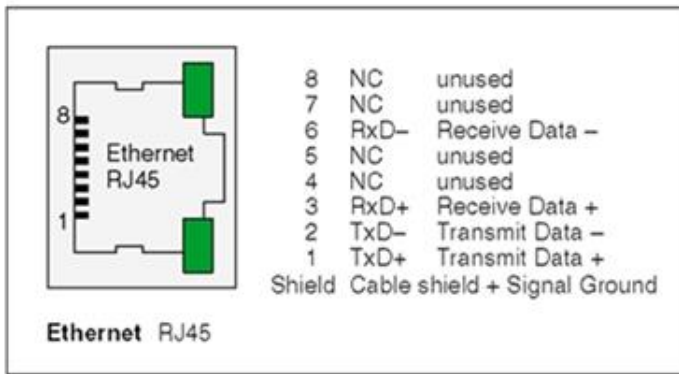 8
Ethernet
RJ45
1
8 NC unused
7 NC unused
6 RxD− Receive Data −
5 NC unused
4 NC unused
3 RxD+ Receive Data +
2 TxD− Transmit Data −
1 TxD+ Transmit Data +
Shield Cable shield + Signal Ground
Ethernet RJ45